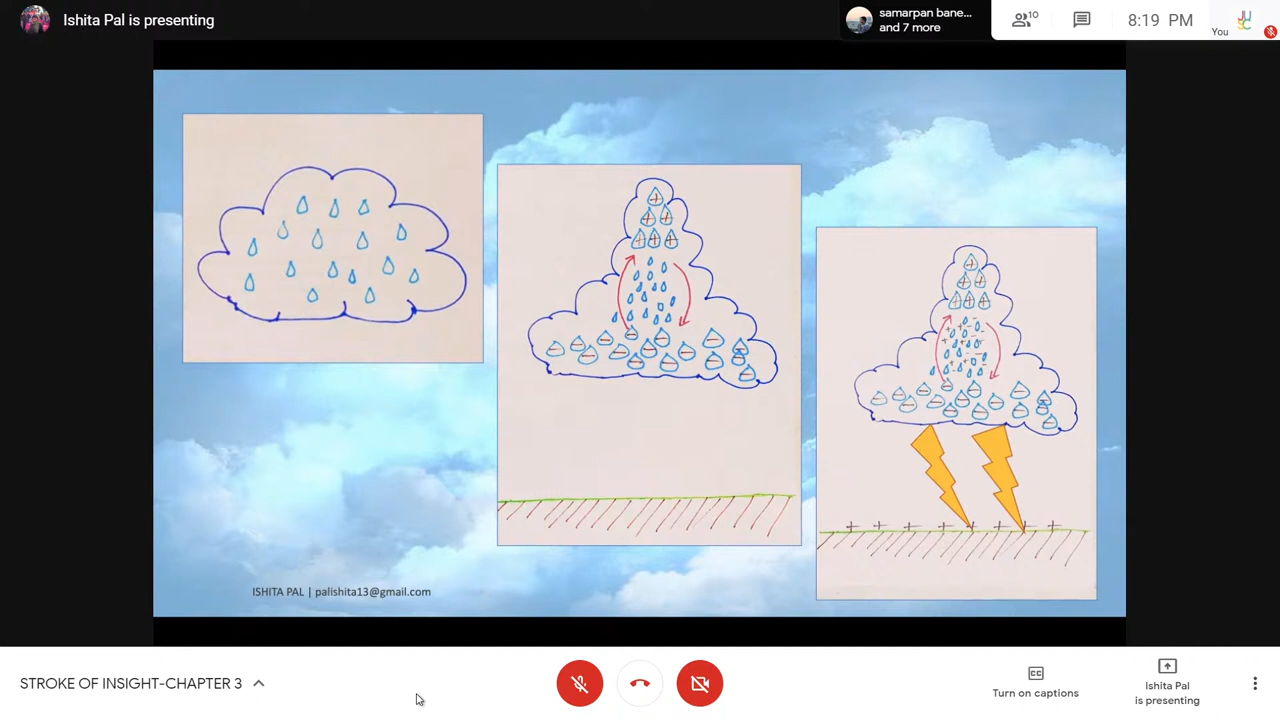 Ishita Pal is presenting
samarpan bane...
and 7 more
10
8:19 PM
You
ISHITA PAL | palishita13@gmail.com
STROKE OF INSIGHT-CHAPTER 3
CC
Turn on captions
Ishita Pal
is presenting